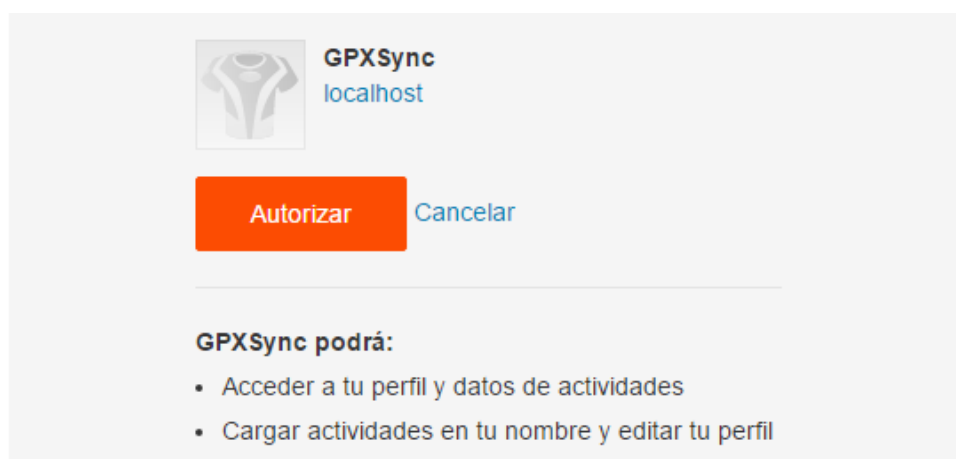 GPXSync
localhost
Autorizar Cancelar
GPXSync podrá:
• Acceder a tu perfil y datos de actividades
• Cargar actividades en tu nombre y editar tu perfil